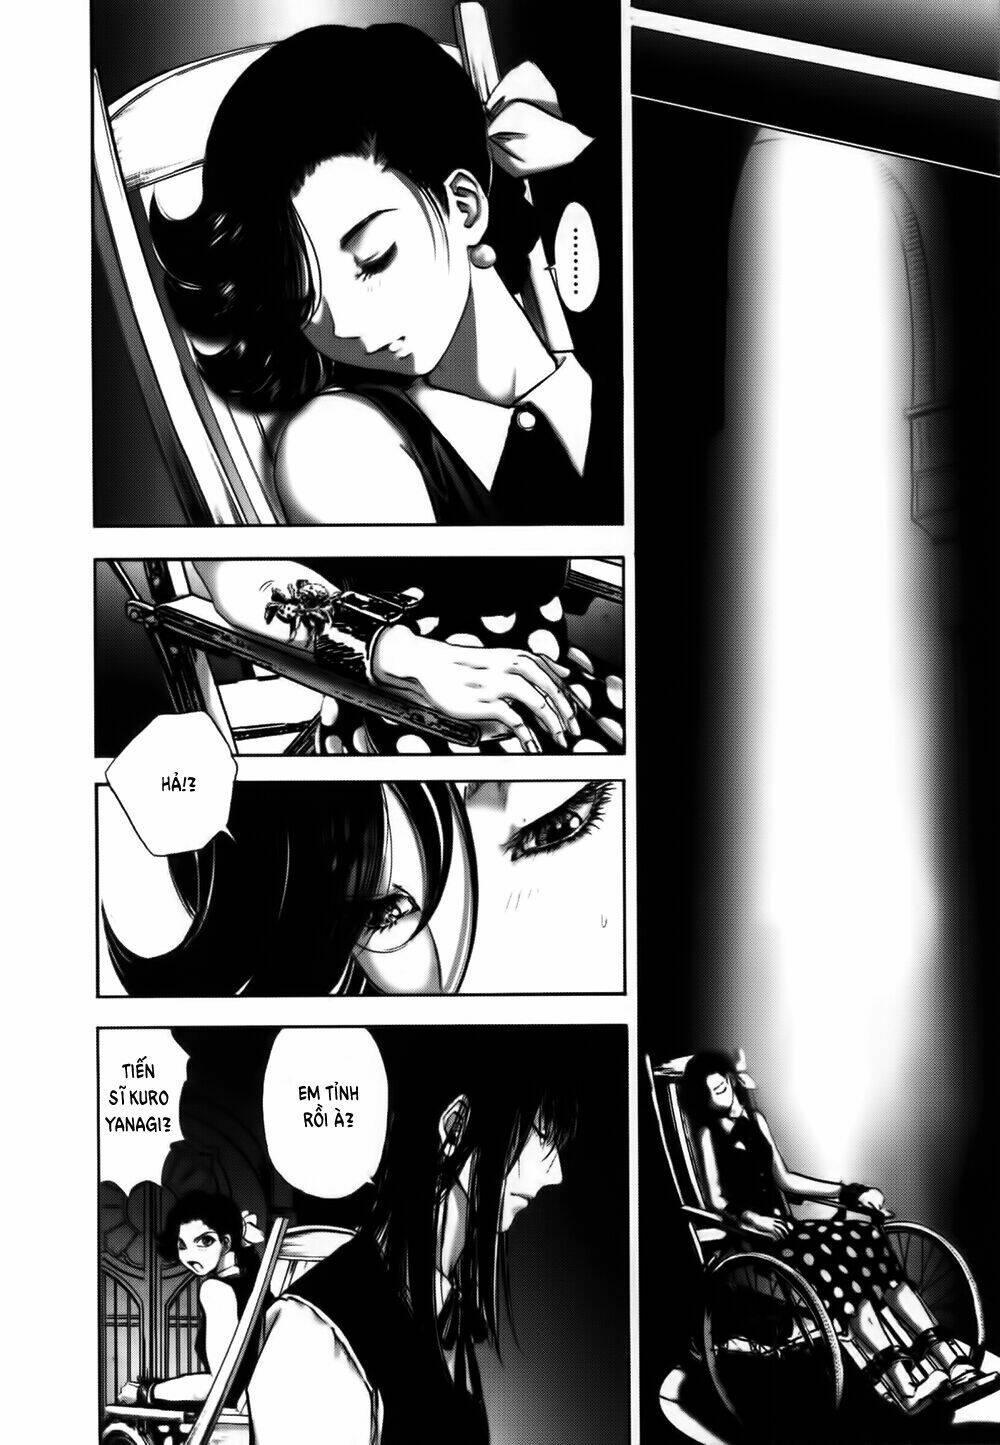 .........
HẢ!?
EM TỈNH
RỒI À?
TIẾN
SĨ KURO
YANAGI?